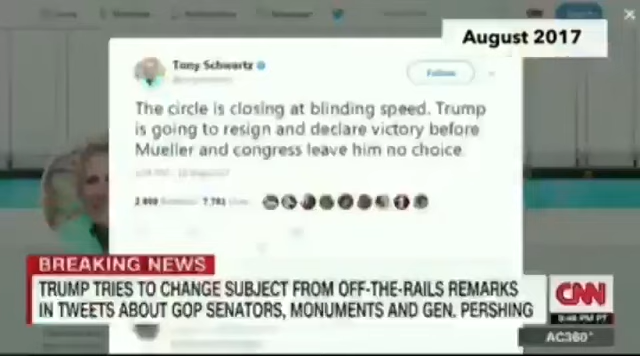 August 2017
Tony Schwartz
Follow
The circle is closing at blinding speed. Trump
is going to resign and declare victory before
Mueller and congress leave him no choice
BREAKING NEWS
TRUMP TRIES TO CHANGE SUBJECT FROM OFF-THE-RAILS REMARKS
IN TWEETS ABOUT GOP SENATORS, MONUMENTS AND GEN. PERSHING
CNN
PM PT
AC360°